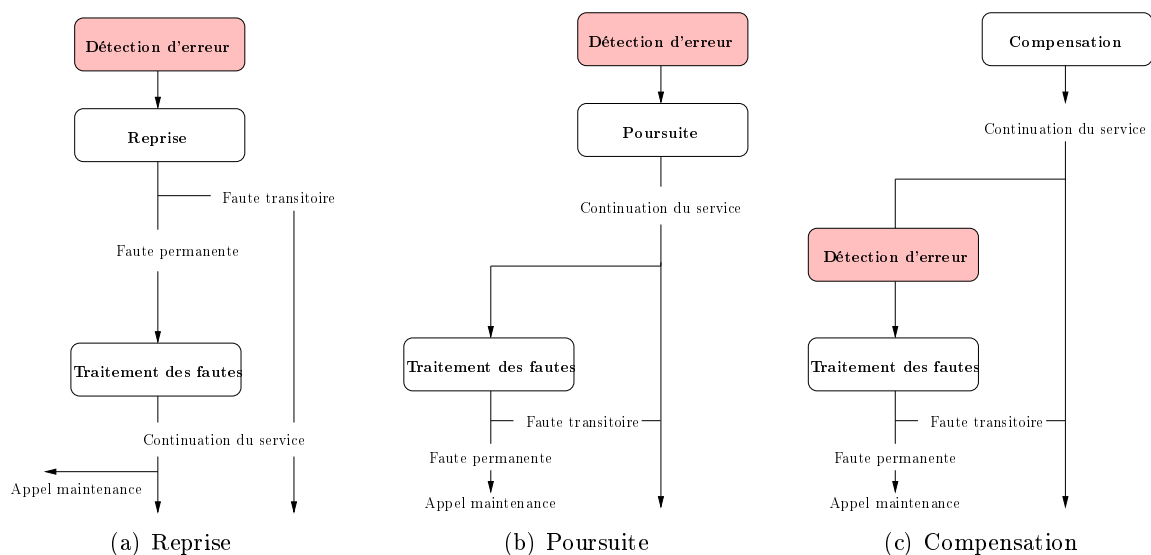 Détection d'erreur
Reprise
Faute transitoire
Faute permanente
Traitement des fautes
Continuation du service
Appel maintenance
(a) Reprise
Détection d'erreur
Poursuite
Continuation du service
Traitement des fautes
Faute transitoire
Faute permanente
Appel maintenance
(b) Poursuite
Compensation
Continuation du service
Détection d'erreur
Traitement des fautes
Faute transitoire
Faute permanente
Appel maintenance
(c) Compensation